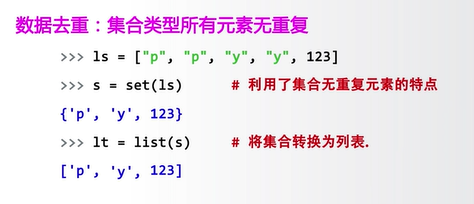 数据去重：集合类型所有元素无重复
>>> ls = ["p", "p", "y", "y", 123]
>>> s = set(ls) # 利用了集合无重复元素的特点
{'p', 'y', 123}
>>> lt = list(s) # 将集合转换为列表.
['p', 'y', 123]